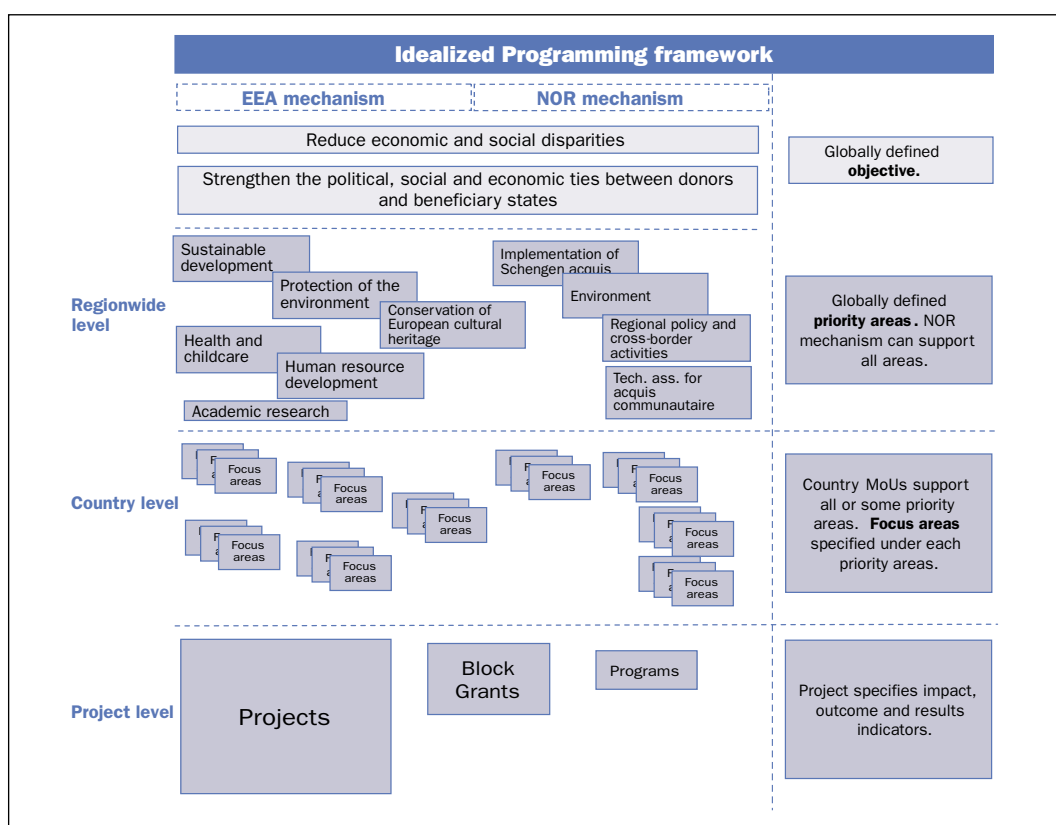 Idealized Programming framework
EEA mechanism
NOR mechanism
Reduce economic and social disparities
Strengthen the political, social and economic ties between donors
and beneficiary states
Globally defined
objective.
Regionwide
level
Sustainable
development
Protection of the
environment
Conservation of
European cultural
heritage
Health and
childcare
Human resource
development
Academic research
Implementation of
Schengen acquis
Environment
Regional policy and
cross-border
activities
Tech. ass. for
acquis
communautaire
Globally defined
priority areas. NOR
mechanism can support
all areas.
Country level
Focus
areas
Focus
areas
Focus
areas
Focus
areas
Focus
areas
Focus
areas
Focus
areas
Focus
areas
Focus
areas
Country MoUs support
all or some priority
areas. Focus areas
specified under each
priority areas.
Project level
Projects
Block
Grants
Programs
Project specifies impact,
outcome and results
indicators.